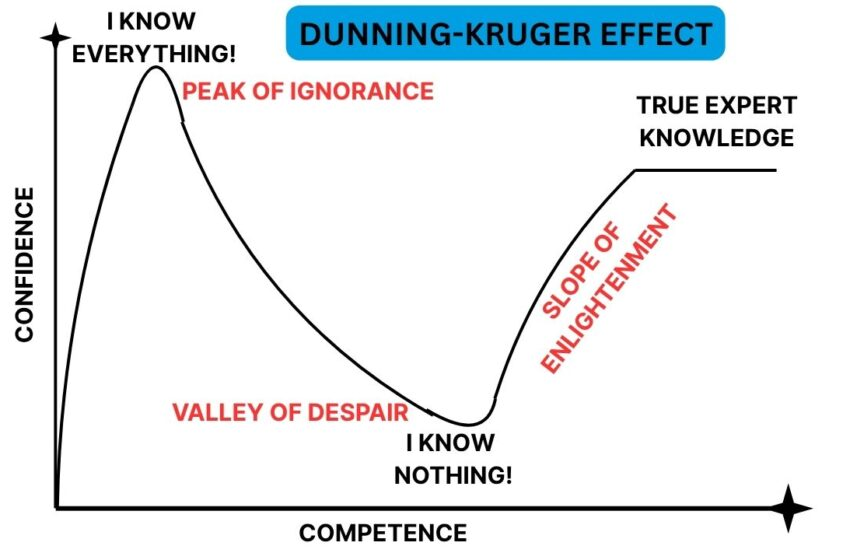 I KNOW
EVERYTHING!
DUNNING-KRUGER EFFECT
PEAK OF IGNORANCE
TRUE EXPERT
KNOWLEDGE
CONFIDENCE
SLOPE OF
ENLIGHTENMENT
VALLEY OF DESPAIR
I KNOW
NOTHING!
COMPETENCE